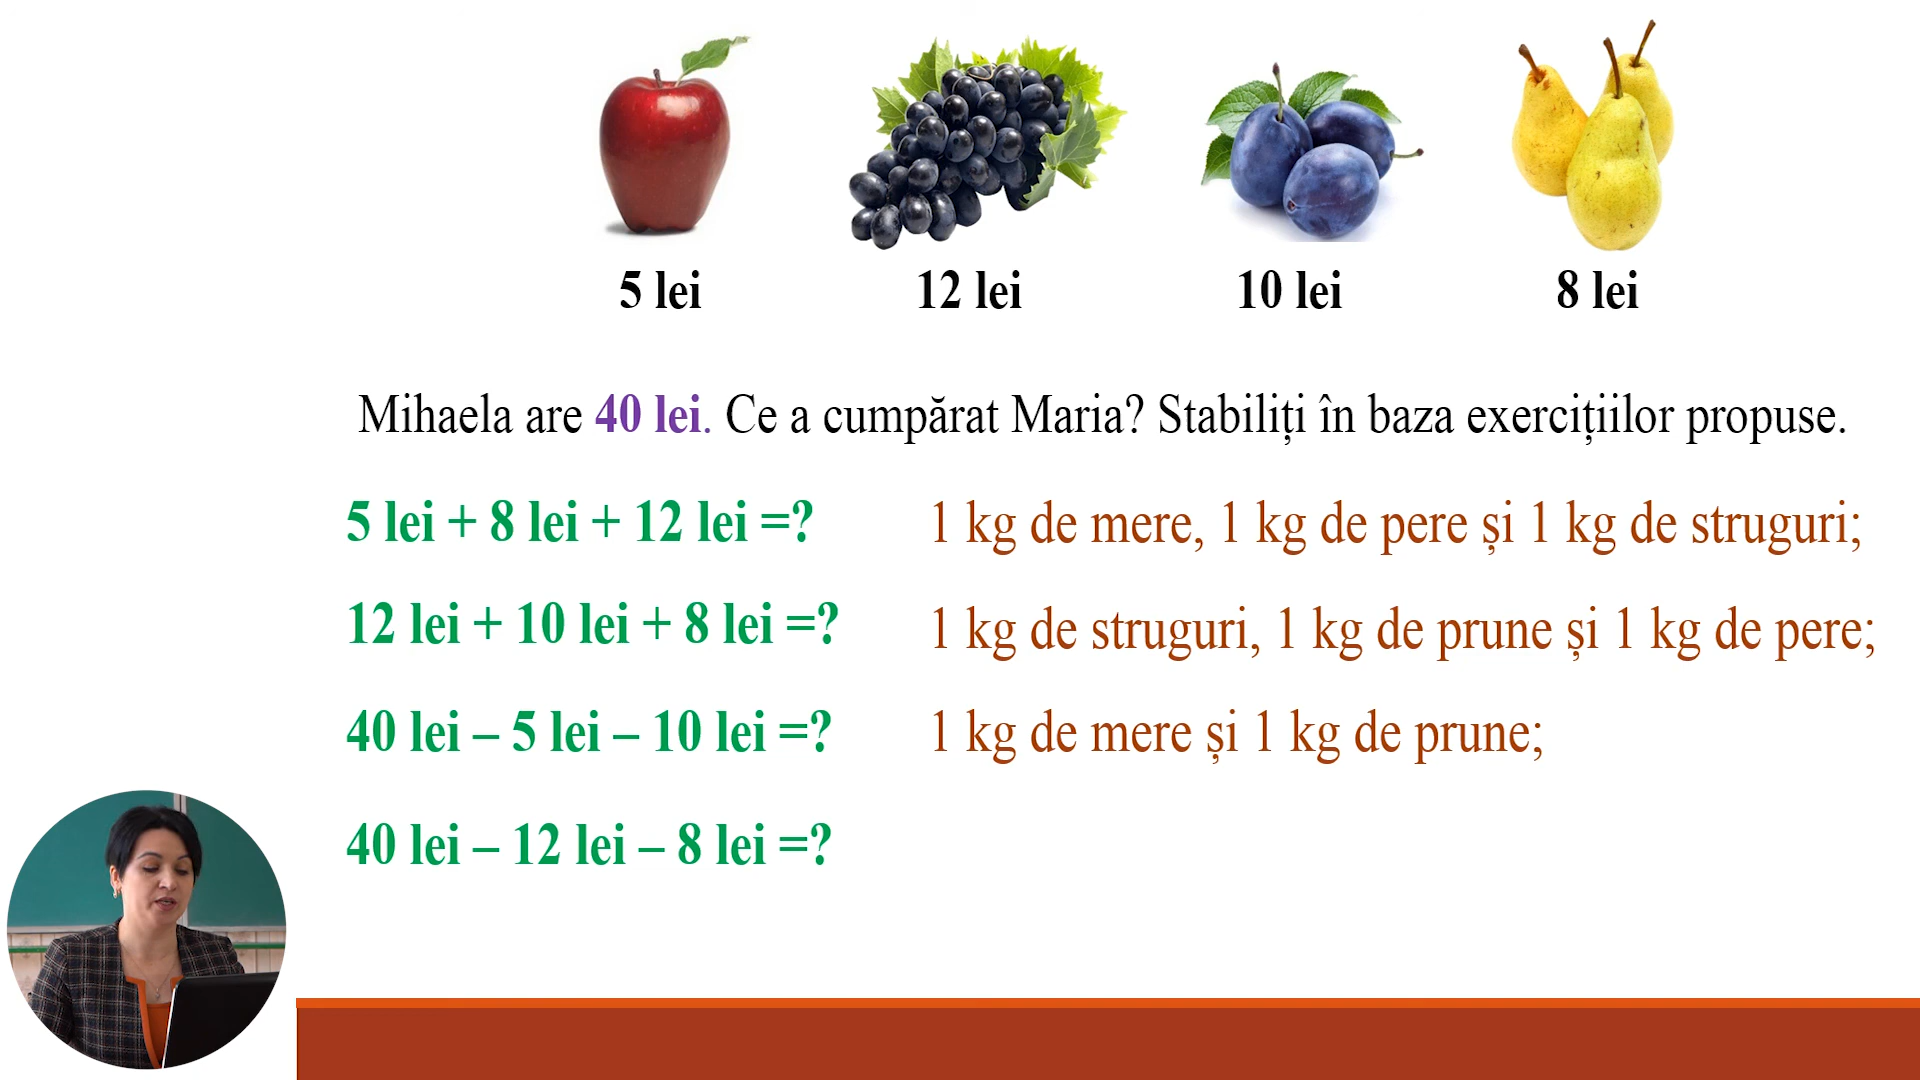 5 lei 12 lei 10 lei 8 lei
Mihaela are 40 lei. Ce a cumpărat Maria? Stabiliți în baza exercițiilor propuse.
5 lei + 8 lei + 12 lei =? 1 kg de mere, 1 kg de pere și 1 kg de struguri;
12 lei + 10 lei + 8 lei =? 1 kg de struguri, 1 kg de prune și 1 kg de pere;
40 lei – 5 lei – 10 lei =? 1 kg de mere și 1 kg de prune;
40 lei – 12 lei – 8 lei =?